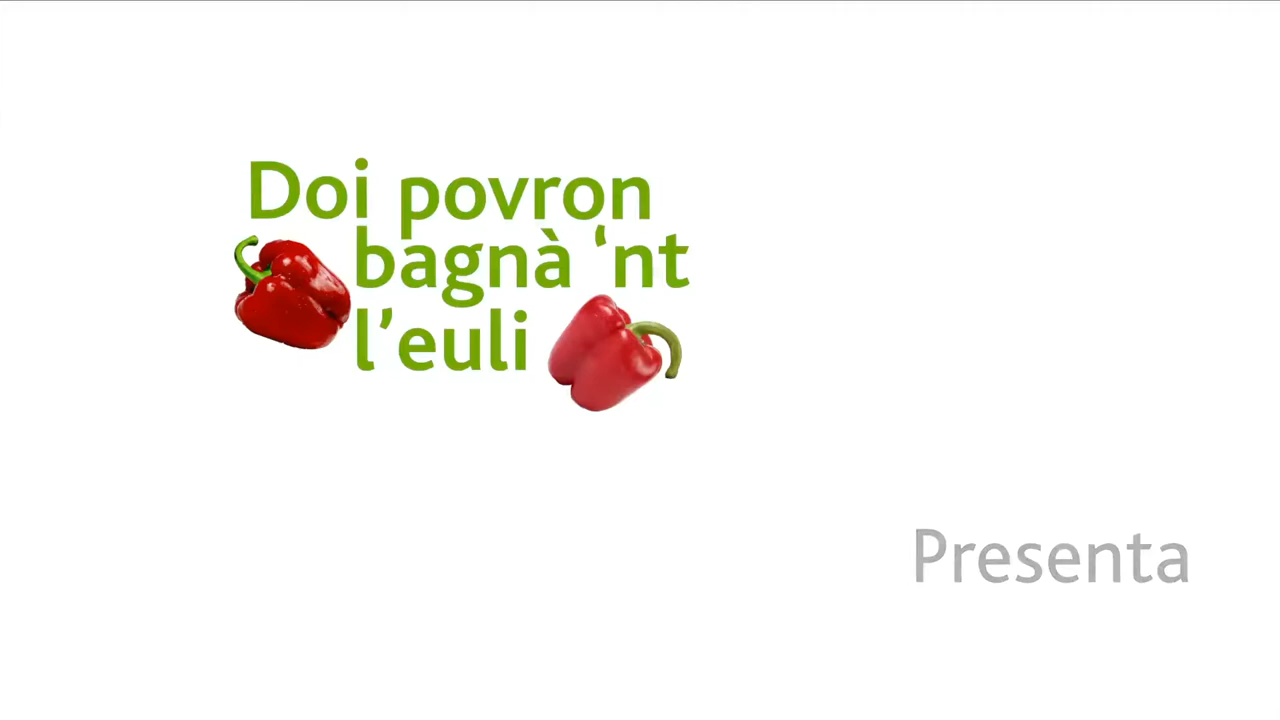 Doi povron
bagnà ‘nt
l’euli
Presenta